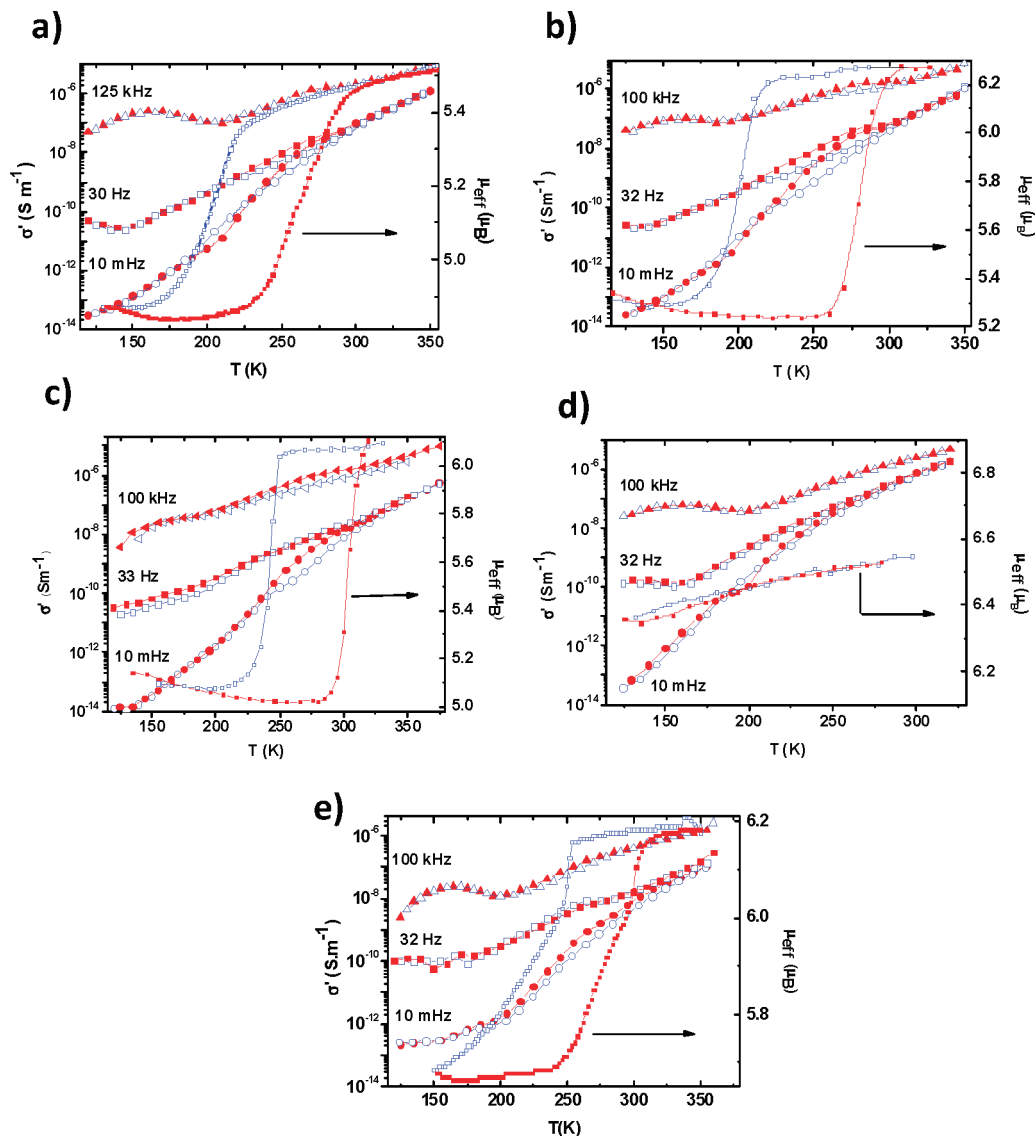 a)
125 kHz
30 Hz
10 mHz
10⁻⁶
10⁻⁸
10⁻¹⁰
10⁻¹²
10⁻¹⁴
σ' (S m⁻¹)
5.4
5.2
5.0
μeff (μB)
150 200 250 300 350
T (K)
b)
100 kHz
32 Hz
10 mHz
10⁻⁶
10⁻⁸
10⁻¹⁰
10⁻¹²
10⁻¹⁴
σ' (Sm⁻¹)
6.2
6.0
5.8
5.6
5.4
5.2
μeff (μB)
150 200 250 300 350
T (K)
c)
100 kHz
33 Hz
10 mHz
10⁻⁶
10⁻⁸
10⁻¹⁰
10⁻¹²
10⁻¹⁴
σ' (Sm⁻¹)
6.0
5.8
5.6
5.4
5.2
5.0
μeff (μB)
150 200 250 300 350
T (K)
d)
100 kHz
32 Hz
10 mHz
10⁻⁶
10⁻⁸
10⁻¹⁰
10⁻¹²
10⁻¹⁴
σ' (Sm⁻¹)
6.8
6.6
6.4
6.2
μeff (μB)
150 200 250 300
T (K)
e)
100 kHz
32 Hz
10 mHz
10⁻⁶
10⁻⁸
10⁻¹⁰
10⁻¹²
10⁻¹⁴
σ' (S.m⁻¹)
6.2
6.0
5.8
μeff (μB)
150 200 250 300 350
T(K)